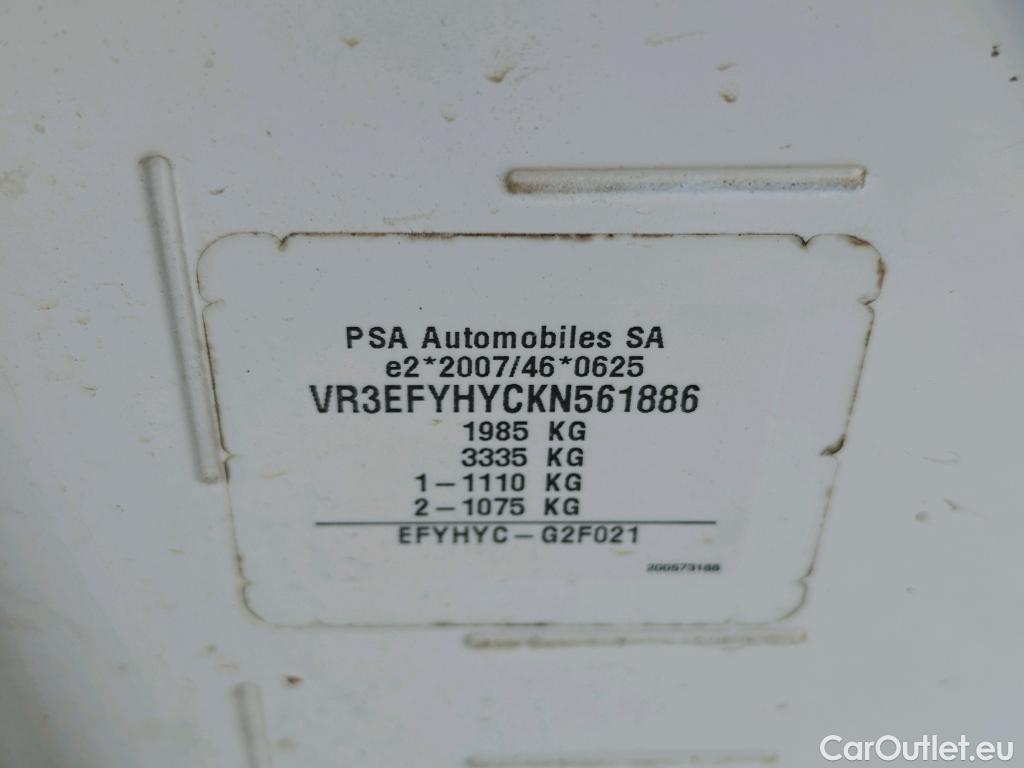 PSA Automobiles SA
e2*2007/46*0625
VR3EFYHYCKN561886
1985 KG
3335 KG
1-1110 KG
2-1075 KG
EFYHYC-G2F021
200573188
CarOutlet.eu